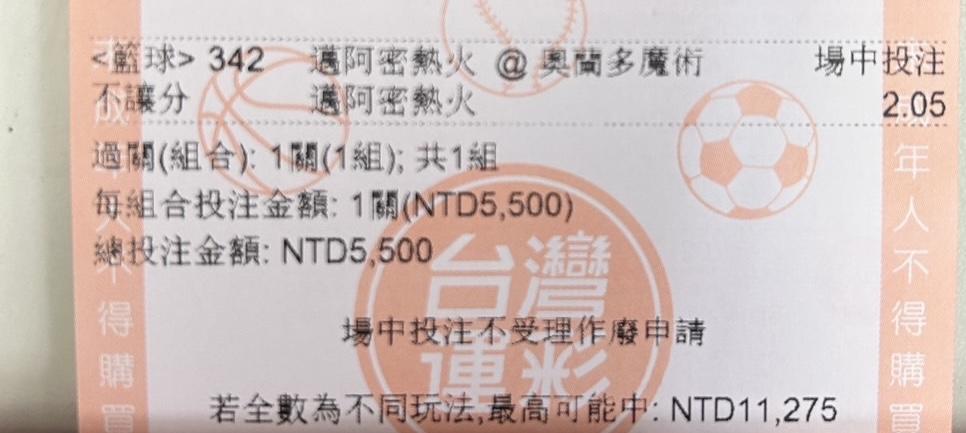 <籃球> 342 邁阿密熱火 @ 奧蘭多魔術 場中投注
不讓分 邁阿密熱火 2.05
過關(組合): 1關(1組); 共1組
每組合投注金額: 1關(NTD5,500)
總投注金額: NTD5,500
台灣
運彩
場中投注不受理作廢申請
若全數為不同玩法,最高可能中: NTD11,275
成年人不得購買
年人不得購買